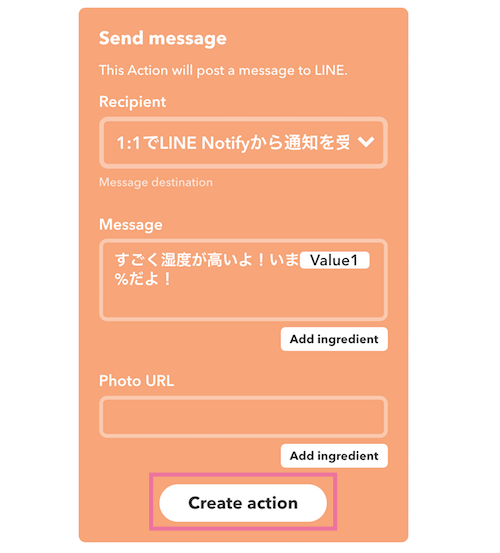 Send message
This Action will post a message to LINE.
Recipient
1:1でLINE Notifyから通知を受
Message destination
Message
すごく湿度が高いよ！いま Value1
%だよ！
Add ingredient
Photo URL
Add ingredient
Create action